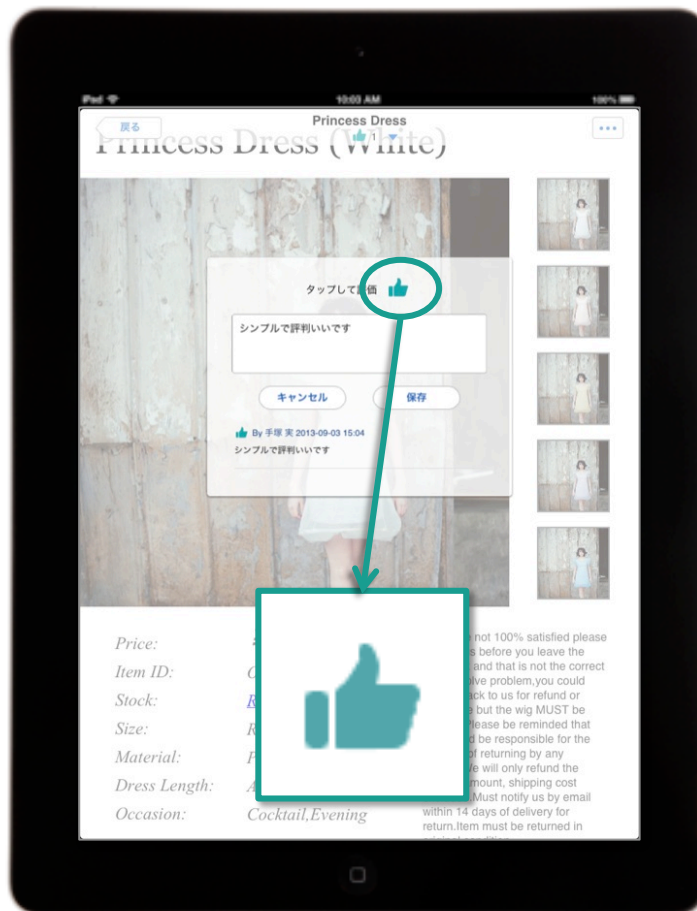 iPad
10:03 AM
100%
戻る
Princess Dress
1
Princess Dress (White)
タップして評価
シンプルで評判いいです
キャンセル
保存
By 手塚 実 2013-09-03 15:04
シンプルで評判いいです
Price:
Item ID:
Stock:
Size:
Material:
Dress Length:
Occasion:
Cocktail,Evening
not 100% satisfied please
before you leave the
and that is not the correct
problem,you could
to us for refund or
but the wig MUST be
Please be reminded that
be responsible for the
of returning by any
will only refund the
shipping cost
Must notify us by email
within 14 days of delivery for
return.Item must be returned in